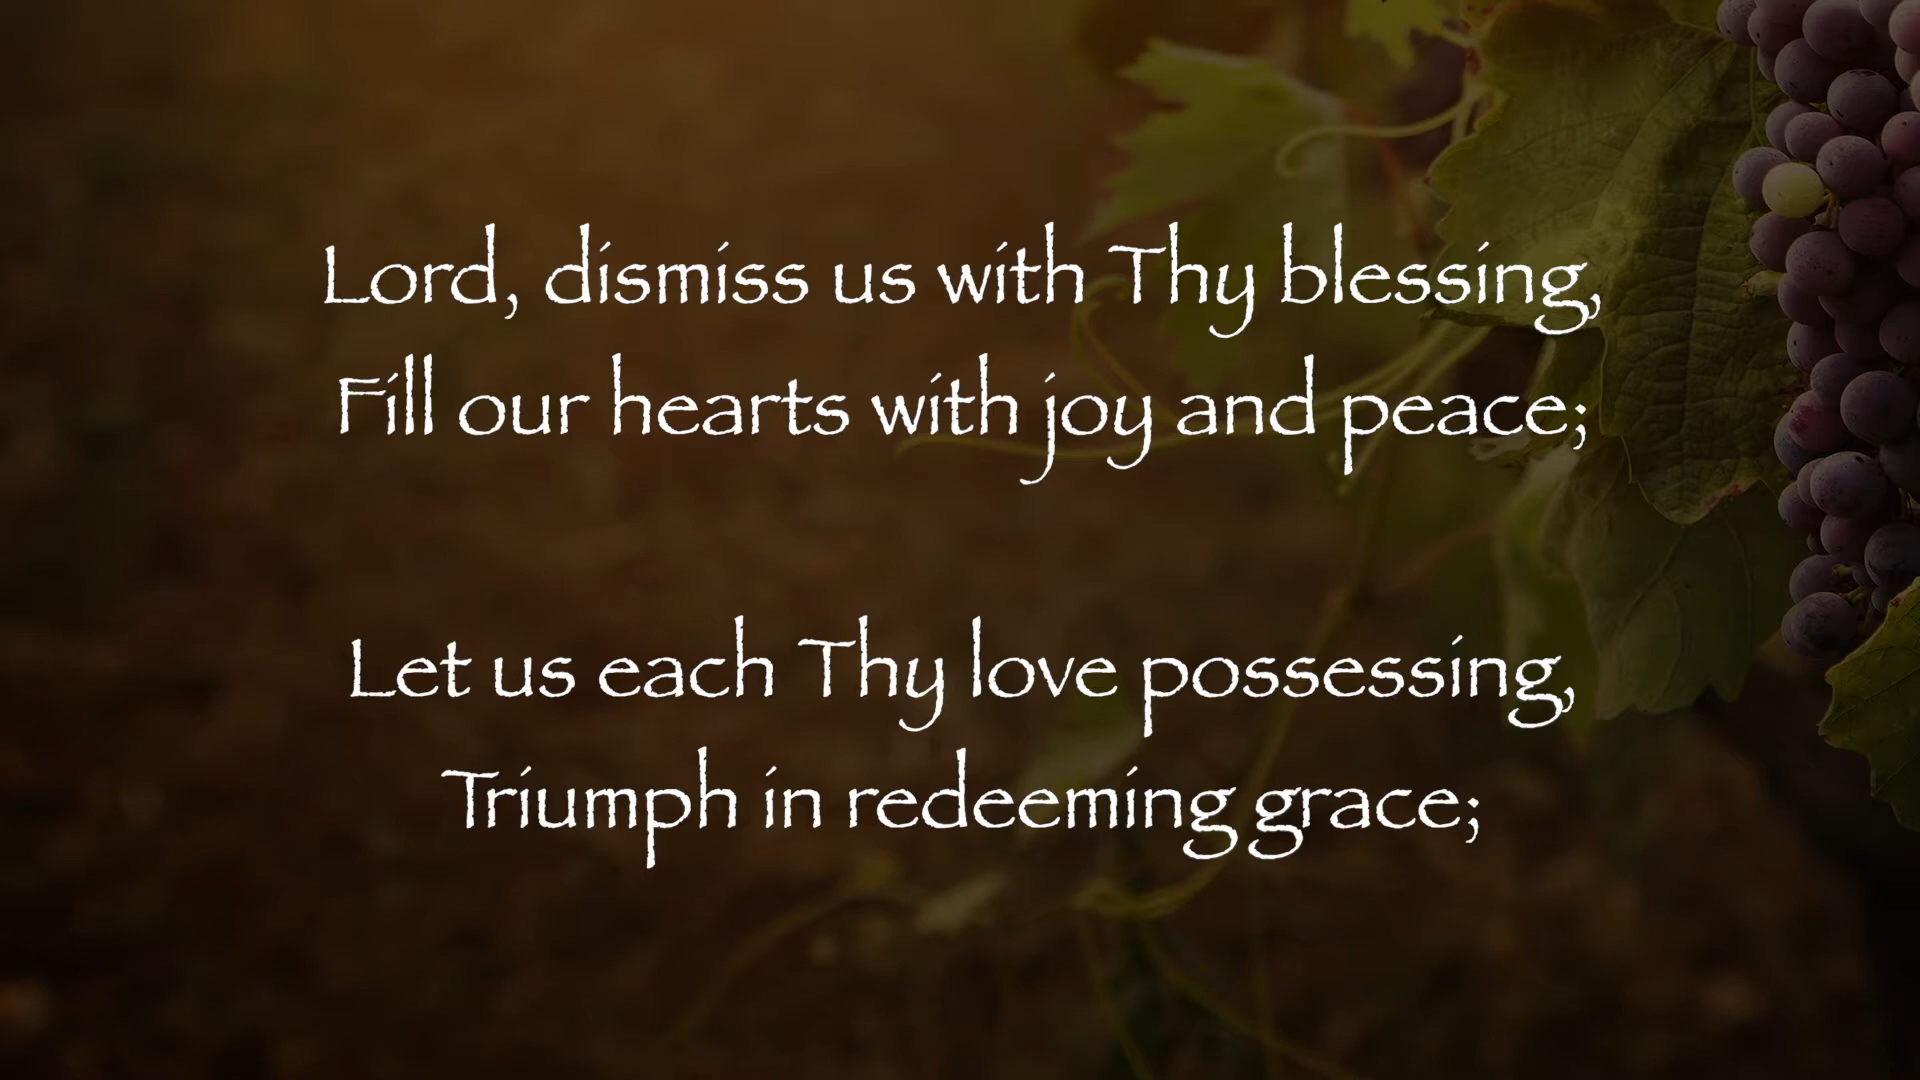 Lord, dismiss us with Thy blessing,
Fill our hearts with joy and peace;
Let us each Thy love possessing,
Triumph in redeeming grace;